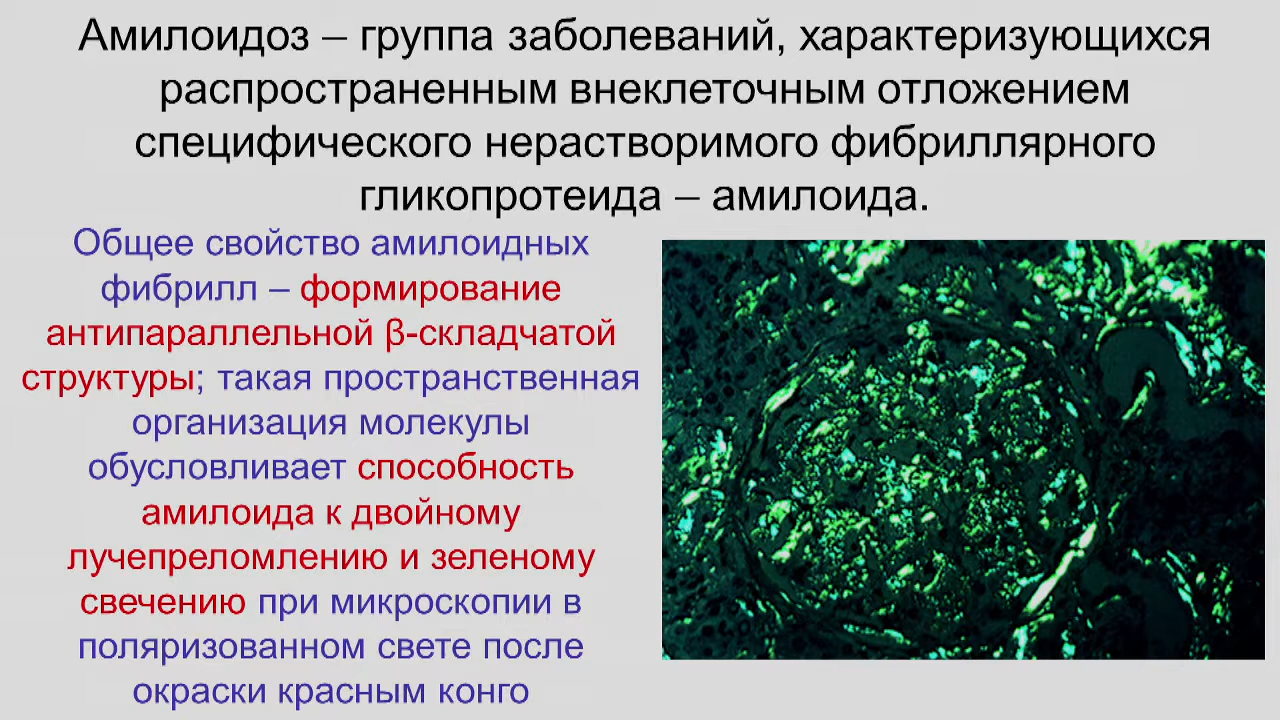 Амилоидоз – группа заболеваний, характеризующихся
распространенным внеклеточным отложением
специфического нерастворимого фибриллярного
гликопротеида – амилоида.
Общее свойство амилоидных
фибрилл – формирование
антипараллельной β-складчатой
структуры; такая пространственная
организация молекулы
обусловливает способность
амилоида к двойному
лучепреломлению и зеленому
свечению при микроскопии в
поляризованном свете после
окраски красным конго